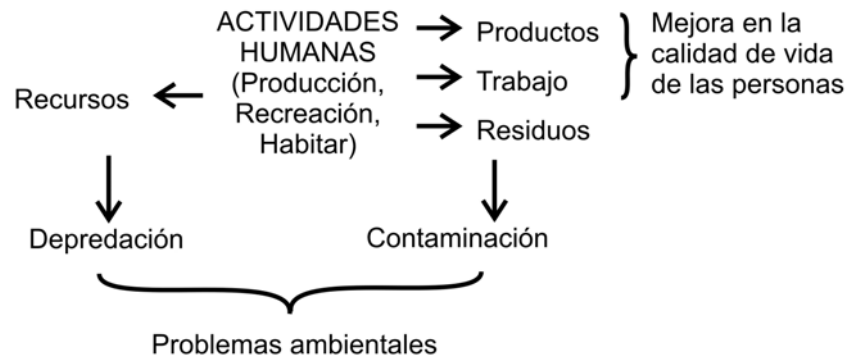 ACTIVIDADES
HUMANAS
(Producción,
Recreación,
Habitar)
Productos
Trabajo
Residuos
Mejora en la
calidad de vida
de las personas
Recursos
Depredación
Contaminación
Problemas ambientales